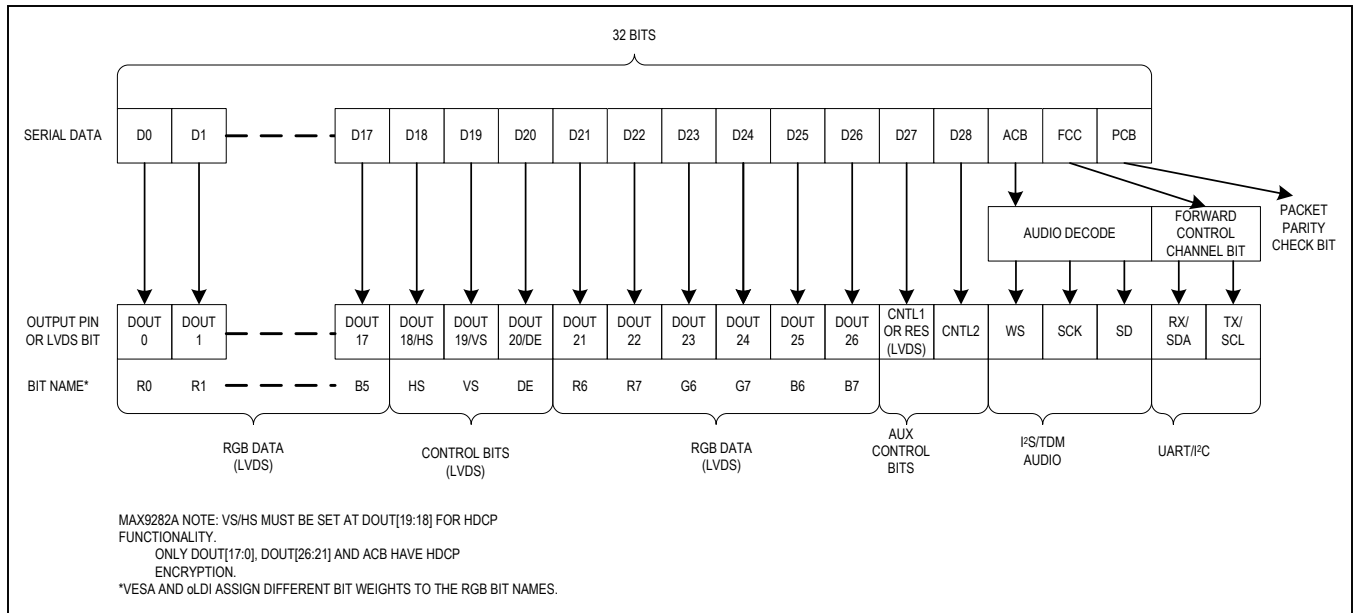 32 BITS
SERIAL DATA D0 D1 D17 D18 D19 D20 D21 D22 D23 D24 D25 D26 D27 D28 ACB FCC PCB
AUDIO DECODE
FORWARD
CONTROL
CHANNEL BIT
PACKET
PARITY
CHECK BIT
OUTPUT PIN
OR LVDS BIT
DOUT
0
DOUT
1
DOUT
17
DOUT
18/HS
DOUT
19/VS
DOUT
20/DE
DOUT
21
DOUT
22
DOUT
23
DOUT
24
DOUT
25
DOUT
26
CNTL1
OR RES
(LVDS)
CNTL2
WS
SCK
SD
RX/
SDA
TX/
SCL
BIT NAME* R0 R1 B5 HS VS DE R6 R7 G6 G7 B6 B7
RGB DATA
(LVDS)
CONTROL BITS
(LVDS)
RGB DATA
(LVDS)
AUX
CONTROL
BITS
I²S/TDM
AUDIO
UART/I²C
MAX9282A NOTE: VS/HS MUST BE SET AT DOUT[19:18] FOR HDCP
FUNCTIONALITY.
ONLY DOUT[17:0], DOUT[26:21] AND ACB HAVE HDCP
ENCRYPTION.
*VESA AND oLDI ASSIGN DIFFERENT BIT WEIGHTS TO THE RGB BIT NAMES.